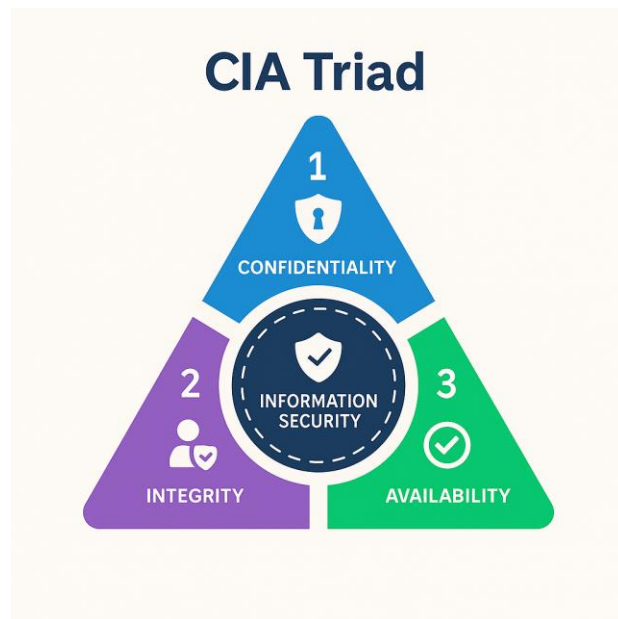 CIA Triad
1
CONFIDENTIALITY
2
INTEGRITY
INFORMATION
SECURITY
3
AVAILABILITY